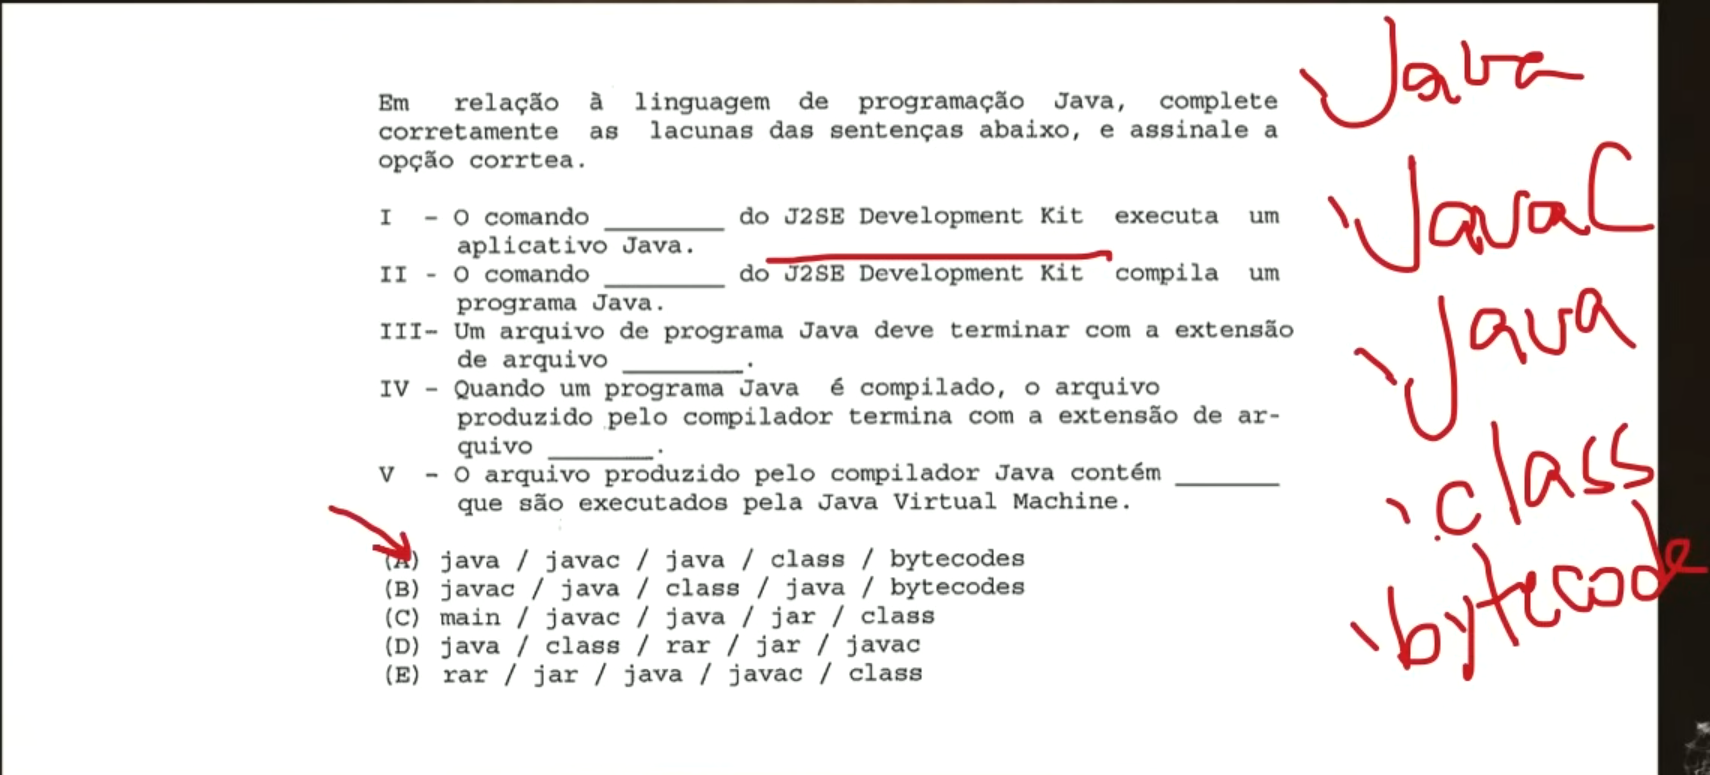 Em relação à linguagem de programação Java, complete
corretamente as lacunas das sentenças abaixo, e assinale a
opção corrtea.
I - O comando ________ do J2SE Development Kit executa um
aplicativo Java.
II - O comando ________ do J2SE Development Kit compila um
programa Java.
III- Um arquivo de programa Java deve terminar com a extensão
de arquivo ________.
IV - Quando um programa Java é compilado, o arquivo
produzido pelo compilador termina com a extensão de ar-
quivo _______.
V - O arquivo produzido pelo compilador Java contém _______
que são executados pela Java Virtual Machine.
(A) java / javac / java / class / bytecodes
(B) javac / java / class / java / bytecodes
(C) main / javac / java / jar / class
(D) java / class / rar / jar / javac
(E) rar / jar / java / javac / class
Java
JavaC
Java
.class
bytecode